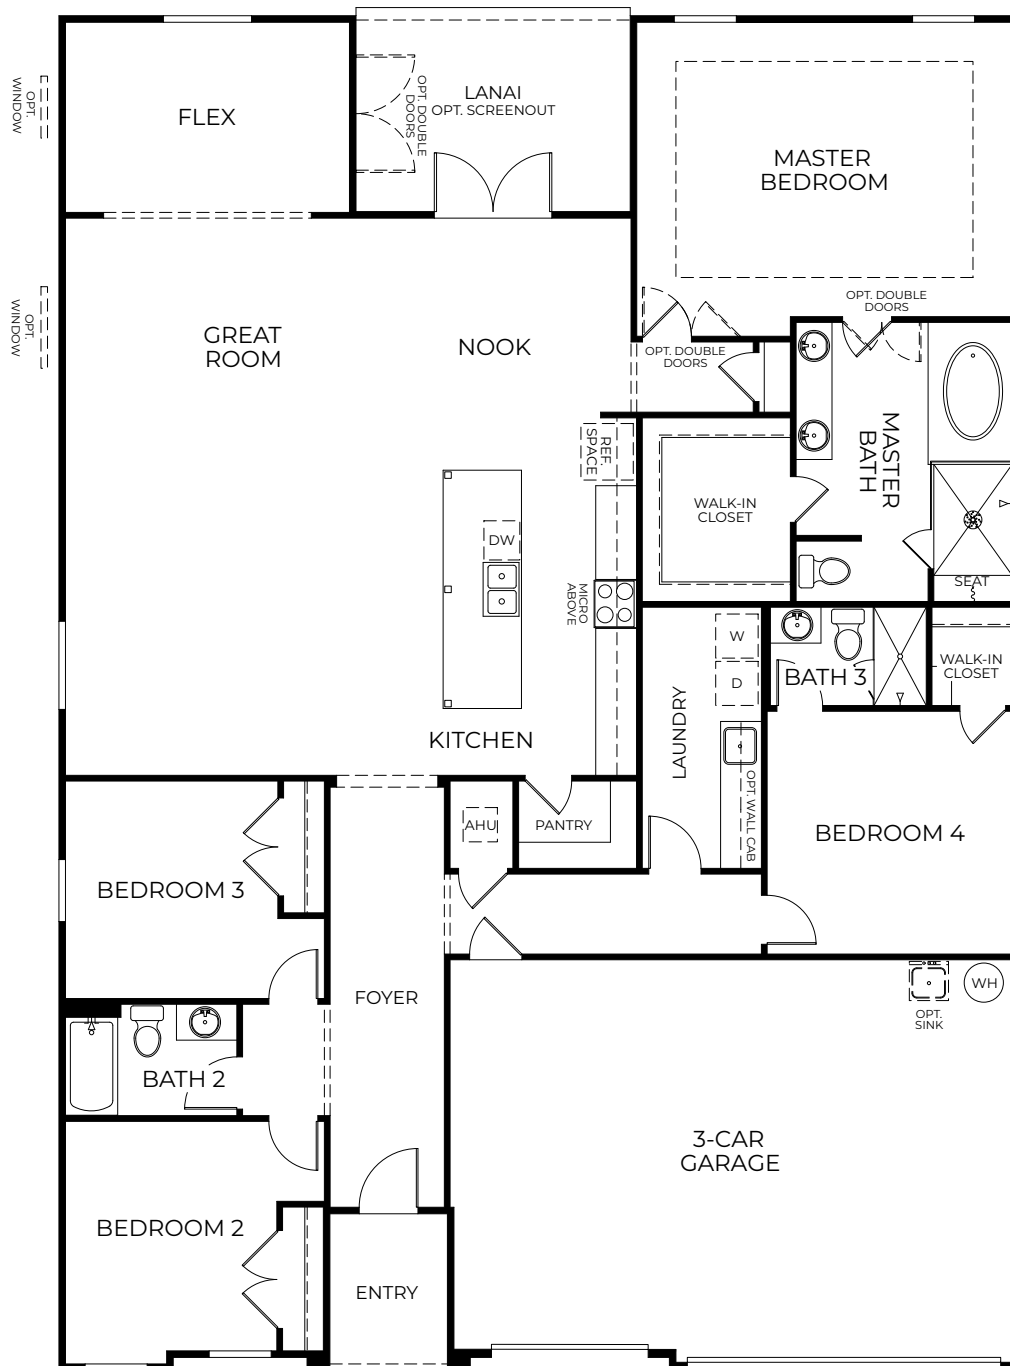 FLEX
LANAI
OPT. SCREENOUT
OPT. DOUBLE
DOORS
OPT.
WINDOW
MASTER
BEDROOM
OPT. DOUBLE
DOORS
OPT.
WINDOW
GREAT
ROOM
NOOK
OPT. DOUBLE
DOORS
MASTER
BATH
REF.
SPACE
WALK-IN
CLOSET
DW
MICRO
ABOVE
SEAT
W
D
BATH 3
WALK-IN
CLOSET
LAUNDRY
KITCHEN
OPT. WALL CAB
AHU
PANTRY
BEDROOM 4
BEDROOM 3
FOYER
WH
OPT.
SINK
BATH 2
3-CAR
GARAGE
BEDROOM 2
ENTRY